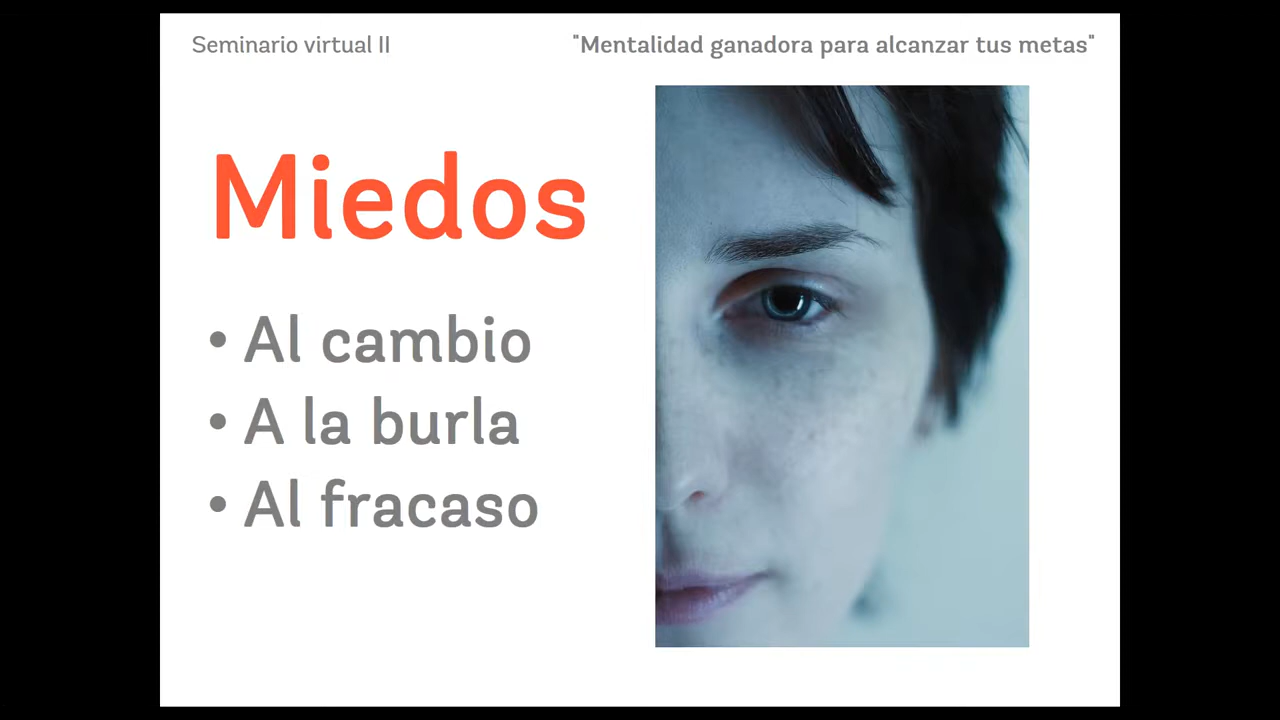 Seminario virtual II
"Mentalidad ganadora para alcanzar tus metas"
Miedos
• Al cambio
• A la burla
• Al fracaso